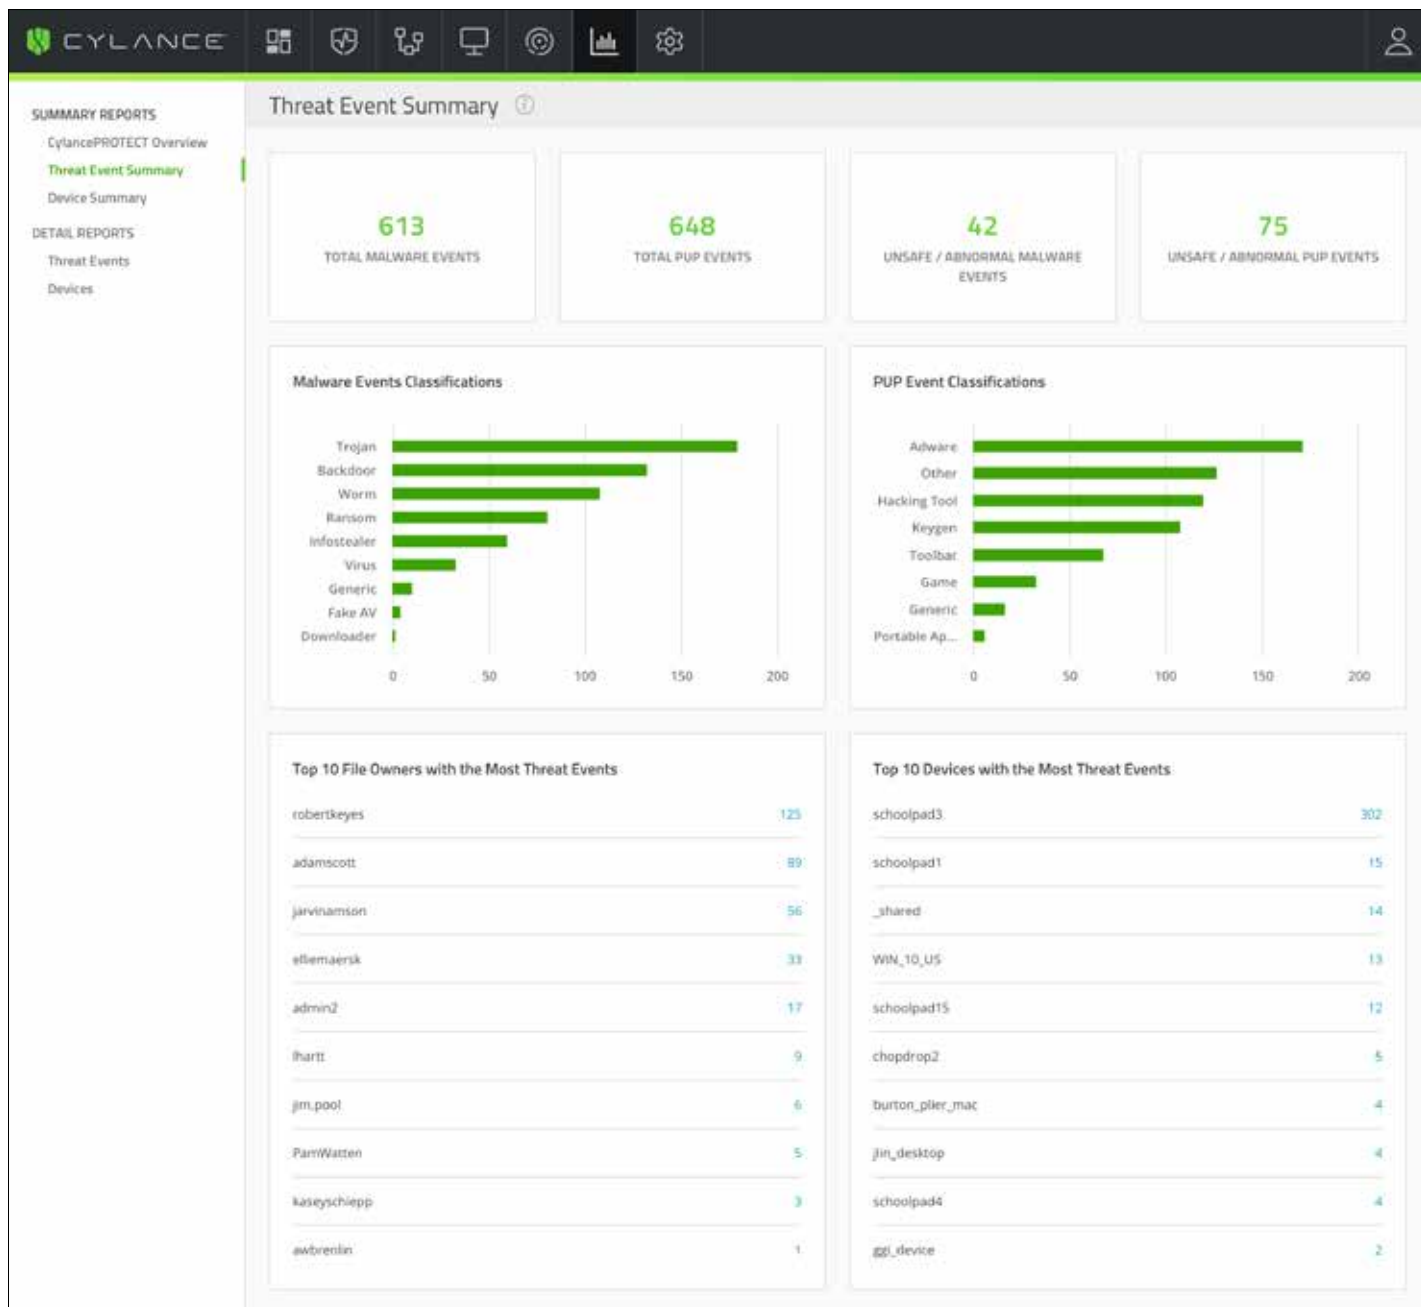 CYLANCE
SUMMARY REPORTS
CylancePROTECT Overview
Threat Event Summary
Device Summary
DETAIL REPORTS
Threat Events
Devices
Threat Event Summary
613
TOTAL MALWARE EVENTS
648
TOTAL PUP EVENTS
42
UNSAFE / ABNORMAL MALWARE
EVENTS
75
UNSAFE / ABNORMAL PUP EVENTS
Malware Events Classifications
Trojan
Backdoor
Worm
Ransom
Infostealer
Virus
Generic
Fake AV
Downloader
0 50 100 150 200
PUP Event Classifications
Adware
Other
Hacking Tool
Keygen
Toolbar
Game
Generic
Portable Ap...
0 50 100 150 200
Top 10 File Owners with the Most Threat Events
robertkeyes 125
adamscott 89
jarvinamson 56
elliemaersk 33
admin2 17
lhartt 9
jim.pool 6
PamWatten 5
kaseyschiepp 3
awbrenlin 1
Top 10 Devices with the Most Threat Events
schoolpad3 302
schoolpad1 15
_shared 14
WIN_10_US 13
schoolpad15 12
chopdrop2 5
burton_plier_mac 4
jlin_desktop 4
schoolpad4 4
ggi_device 2